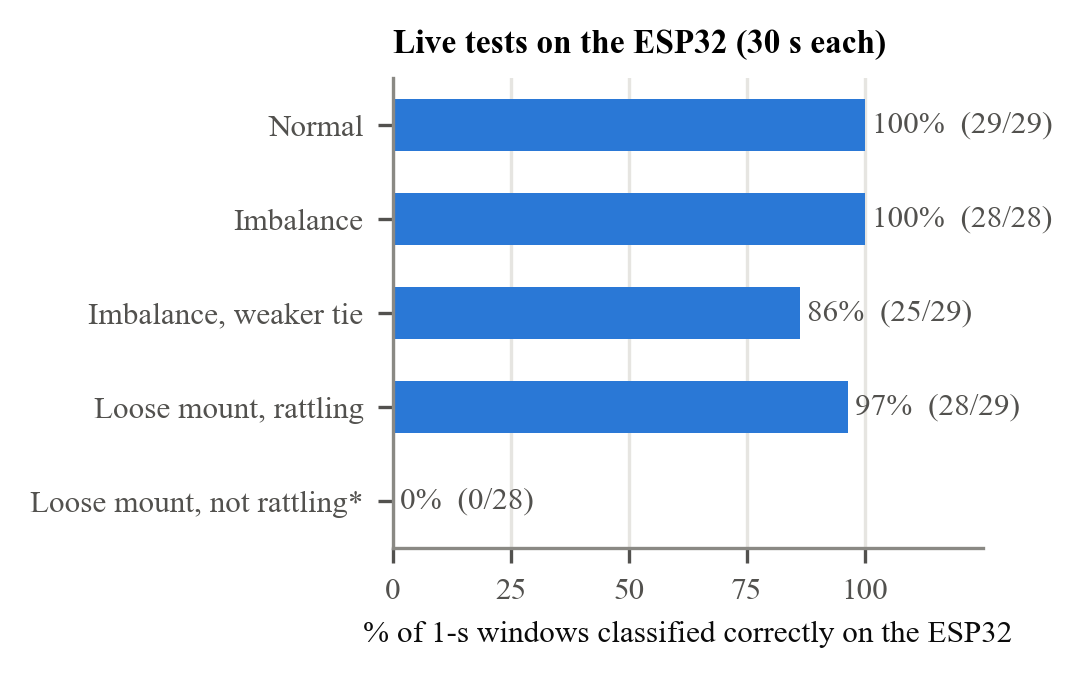 Live tests on the ESP32 (30 s each)
Normal 100% (29/29)
Imbalance 100% (28/28)
Imbalance, weaker tie 86% (25/29)
Loose mount, rattling 97% (28/29)
Loose mount, not rattling* 0% (0/28)
0 25 50 75 100
% of 1-s windows classified correctly on the ESP32